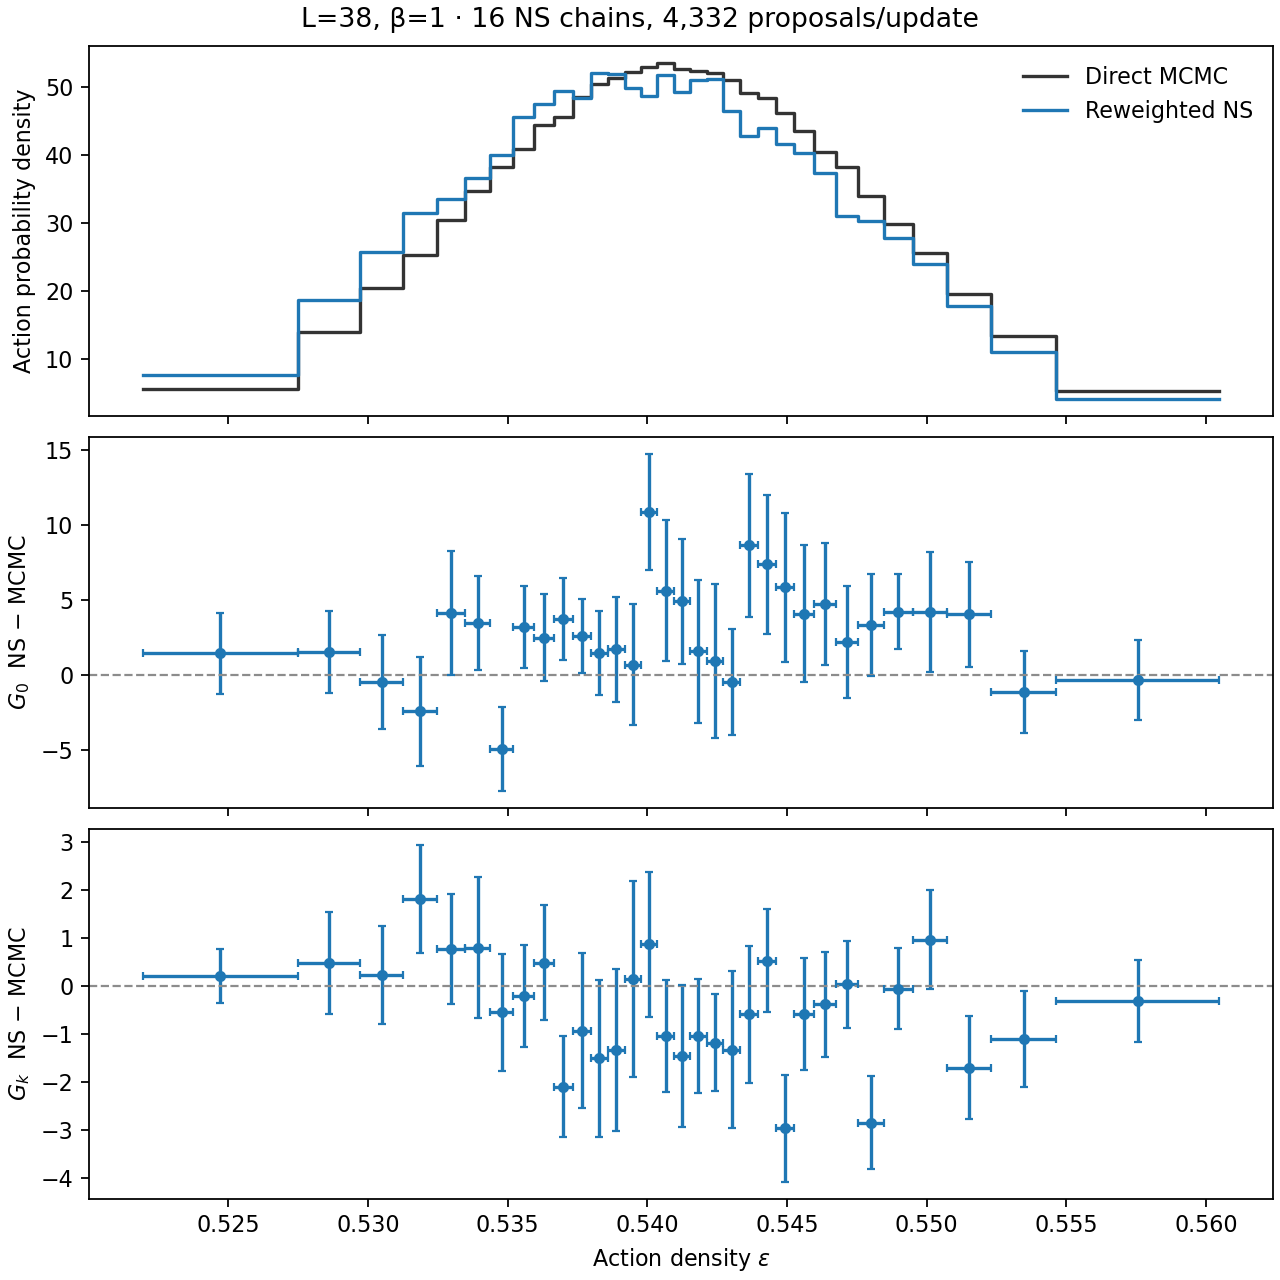 L=38, β=1 · 16 NS chains, 4,332 proposals/update
Action probability density
50
40
30
20
10
Direct MCMC
Reweighted NS
G₀ NS − MCMC
15
10
5
0
−5
Gₖ NS − MCMC
3
2
1
0
−1
−2
−3
−4
0.525 0.530 0.535 0.540 0.545 0.550 0.555 0.560
Action density ε